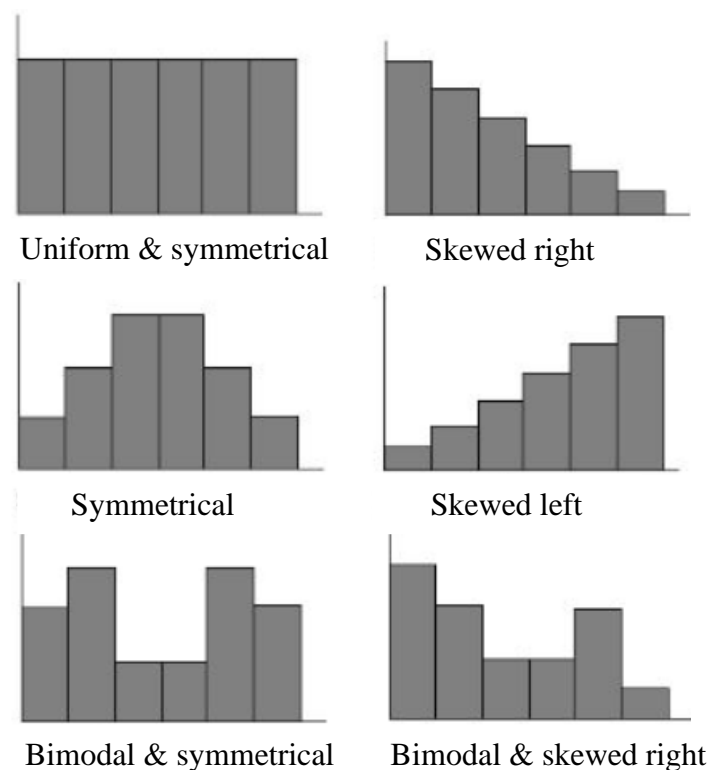 Uniform & symmetrical
Skewed right
Symmetrical
Skewed left
Bimodal & symmetrical
Bimodal & skewed right